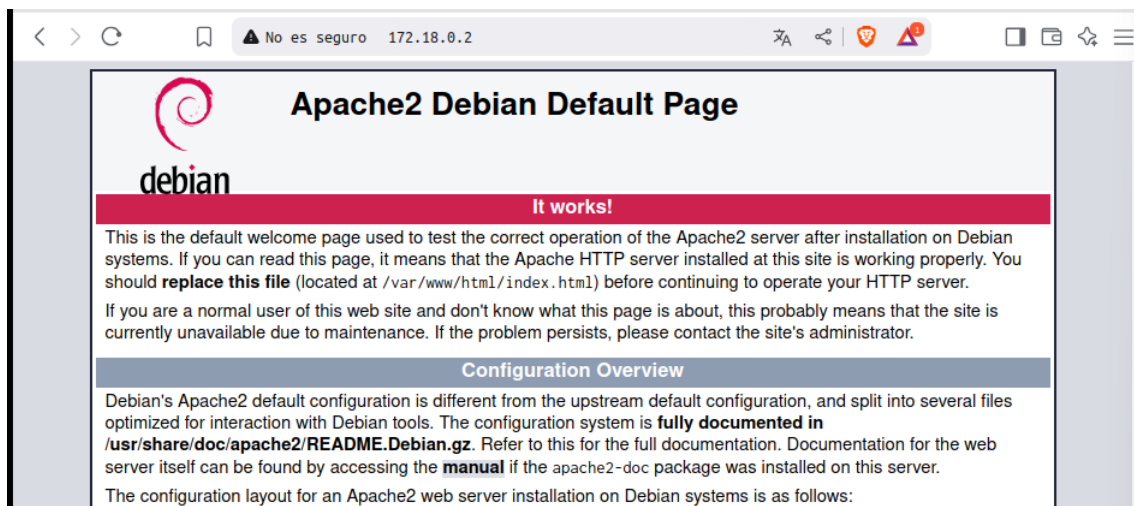 No es seguro 172.18.0.2
1
debian
Apache2 Debian Default Page
It works!
This is the default welcome page used to test the correct operation of the Apache2 server after installation on Debian
systems. If you can read this page, it means that the Apache HTTP server installed at this site is working properly. You
should replace this file (located at /var/www/html/index.html) before continuing to operate your HTTP server.
If you are a normal user of this web site and don't know what this page is about, this probably means that the site is
currently unavailable due to maintenance. If the problem persists, please contact the site's administrator.
Configuration Overview
Debian's Apache2 default configuration is different from the upstream default configuration, and split into several files
optimized for interaction with Debian tools. The configuration system is fully documented in
/usr/share/doc/apache2/README.Debian.gz. Refer to this for the full documentation. Documentation for the web
server itself can be found by accessing the manual if the apache2-doc package was installed on this server.
The configuration layout for an Apache2 web server installation on Debian systems is as follows: